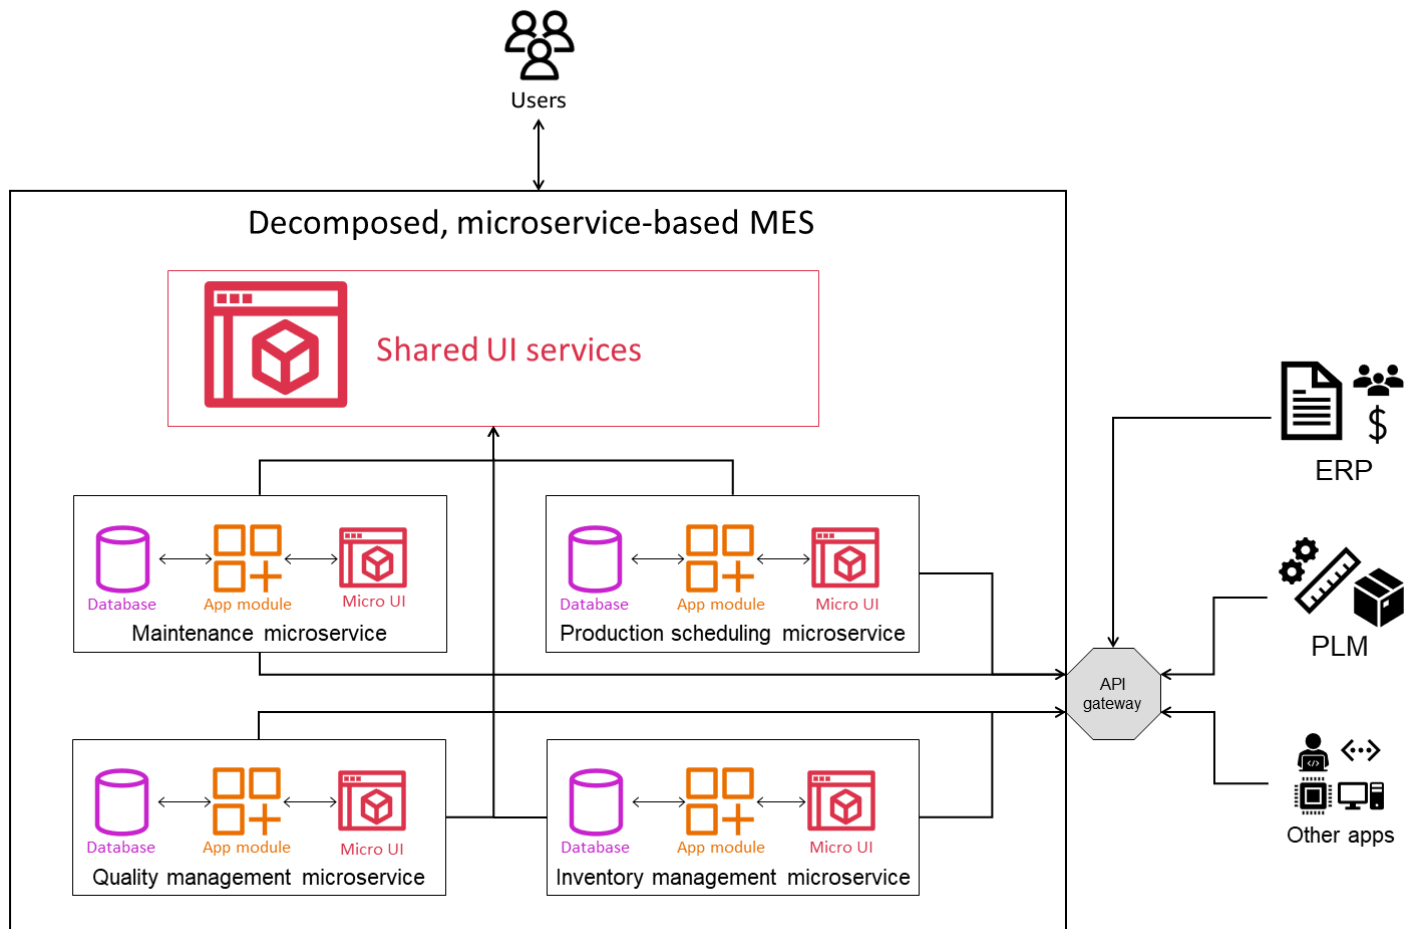 Users
Decomposed, microservice-based MES
Shared UI services
ERP
Database
App module
Micro UI
Maintenance microservice
Database
App module
Micro UI
Production scheduling microservice
PLM
API
gateway
Database
App module
Micro UI
Quality management microservice
Database
App module
Micro UI
Inventory management microservice
Other apps
$